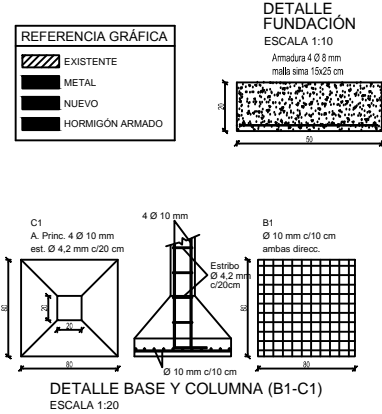 REFERENCIA GRÁFICA
EXISTENTE
METAL
NUEVO
HORMIGÓN ARMADO
DETALLE
FUNDACIÓN
ESCALA 1:10
Armadura 4 Ø 8 mm
malla sima 15x25 cm
20
50
C1
A. Princ. 4 Ø 10 mm
est. Ø 4,2 mm c/20 cm
80
20
20
80
4 Ø 10 mm
Estribo
Ø 4,2 mm
c/20cm
Ø 10 mm c/10 cm
B1
Ø 10 mm c/10 cm
ambas direcc.
80
80
DETALLE BASE Y COLUMNA (B1-C1)
ESCALA 1:20